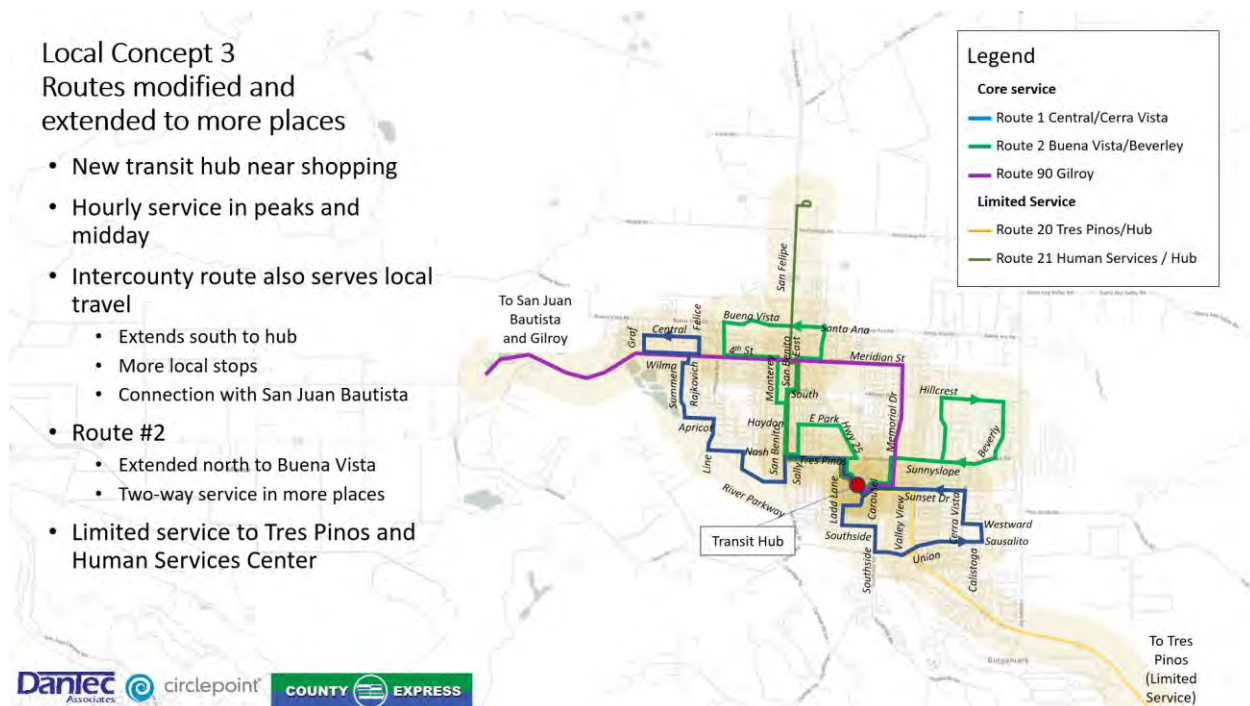 Local Concept 3
Routes modified and
extended to more places
• New transit hub near shopping
• Hourly service in peaks and
midday
• Intercounty route also serves local
travel
• Extends south to hub
• More local stops
• Connection with San Juan Bautista
• Route #2
• Extended north to Buena Vista
• Two-way service in more places
• Limited service to Tres Pinos and
Human Services Center
Legend
Core service
Route 1 Central/Cerra Vista
Route 2 Buena Vista/Beverley
Route 90 Gilroy
Limited Service
Route 20 Tres Pinos/Hub
Route 21 Human Services / Hub
To San Juan
Bautista
and Gilroy
San Felipe
Graf
Central
Felice
Buena Vista
Santa Ana
4th St
San Benito
East
Meridian St
Wilma
Summer
Rajkovich
Monterey
South
Memorial Dr
Hillcrest
Apricot
Haydon
E Park
Hwy 25
Beverly
Line
Nash
San Benito
Sally
Tres Pinos
Sunnyslope
River Parkway
Ladd Lane
Carousel
Sunset Dr
Valley View
Cerra Vista
Westward
Transit Hub
Southside
Sausalito
Union
Southside
Calistoga
Ridgemark
To Tres
Pinos
(Limited
Service)
Dantec
Associates
circlepoint
COUNTY EXPRESS